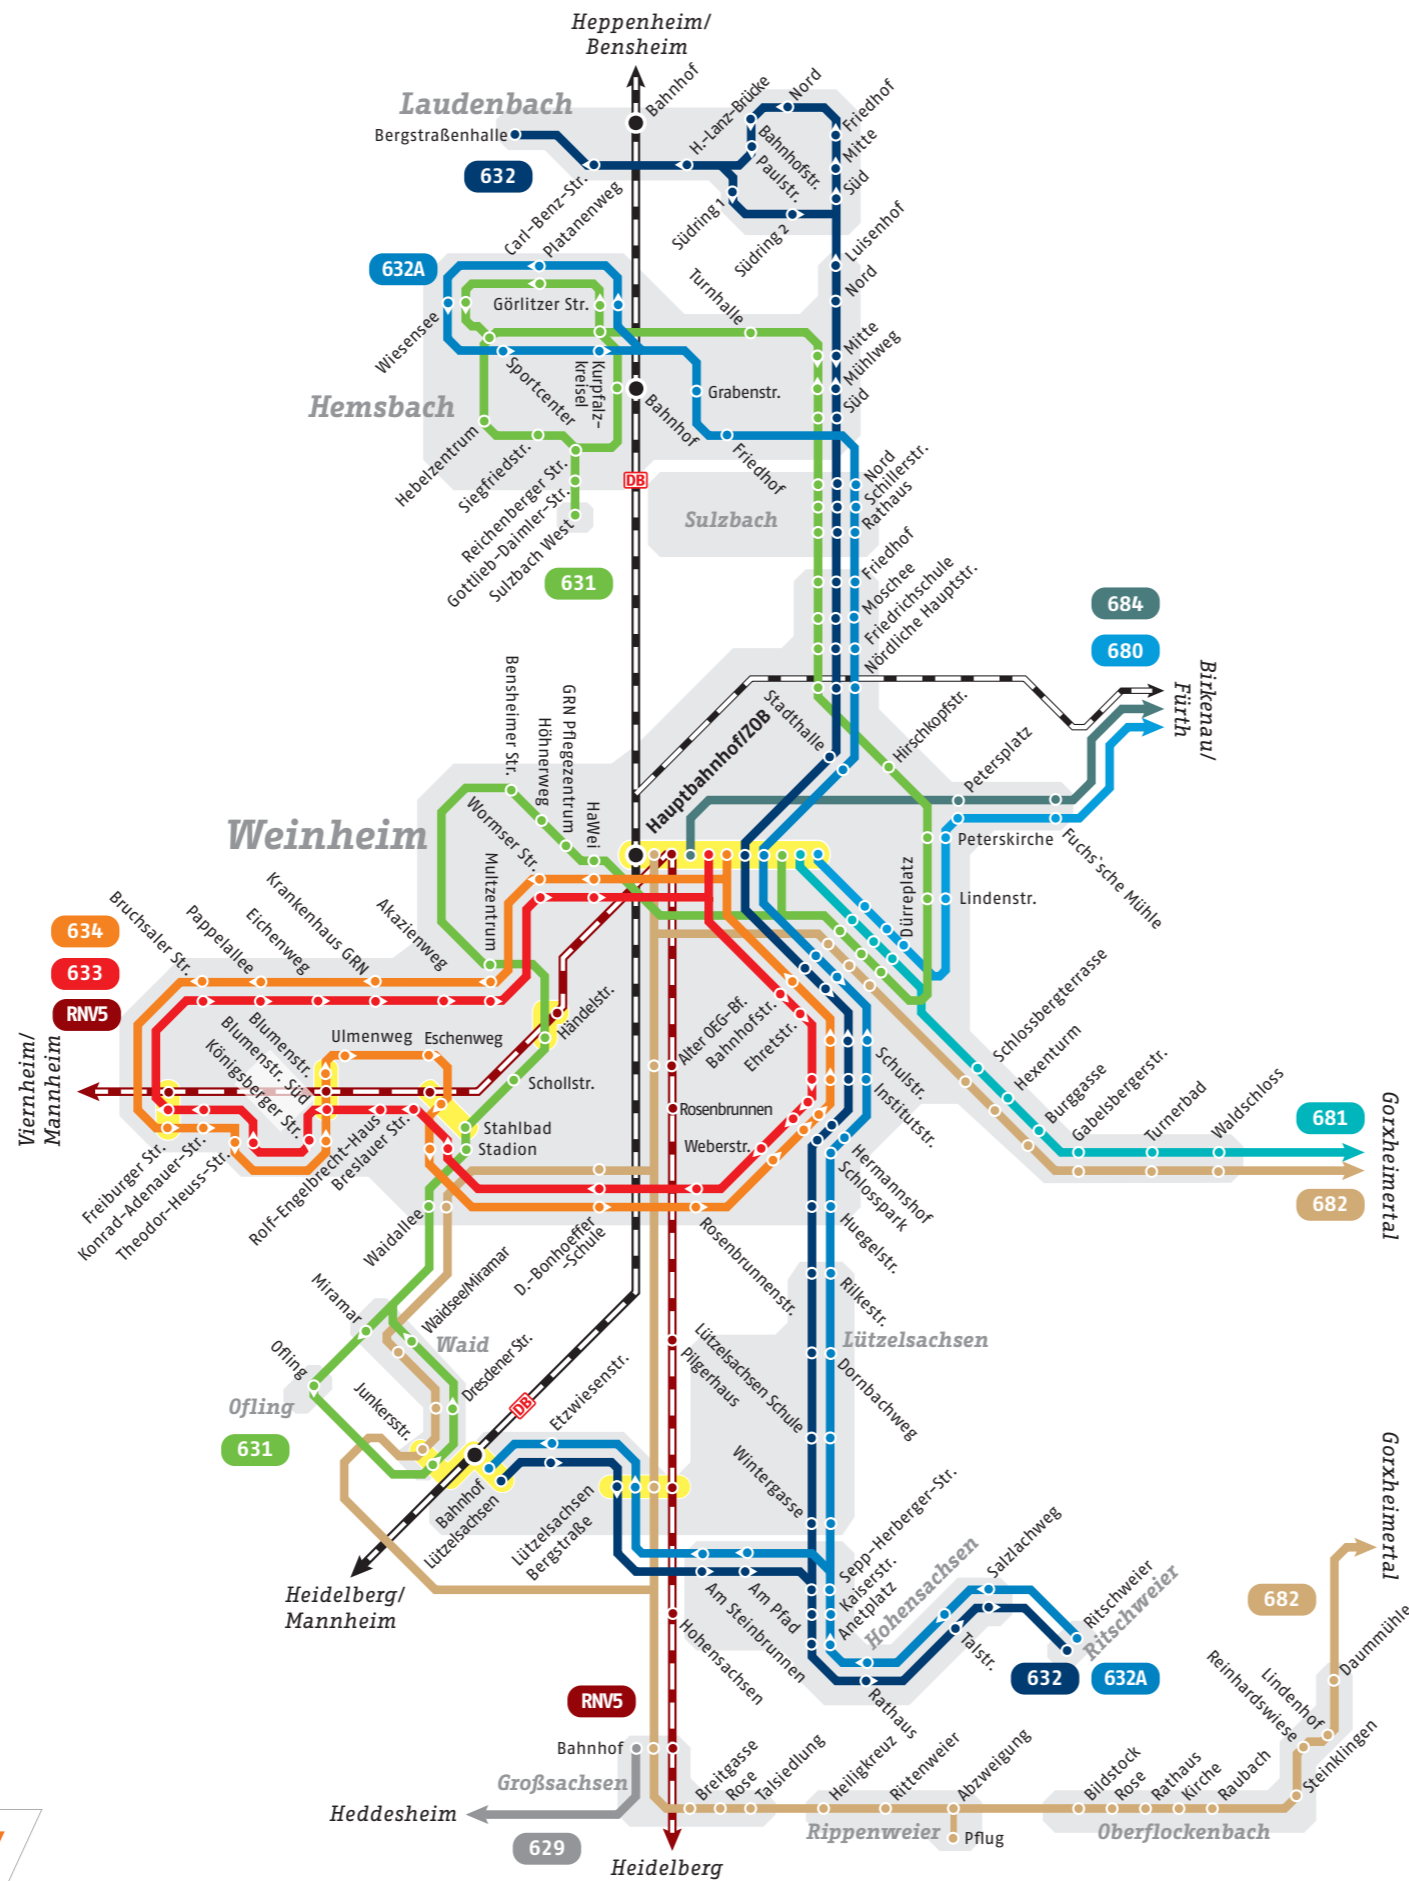 Heppenheim/
Bensheim
Laudenbach
Bahnhof
Bergstraßenhalle
632
Carl-Benz-Str.
H.-Lanz-Brücke
Nord
Bahnhofstr.
Paulstr.
Friedhof
Mitte
Süd
Südring 1
Südring 2
Luisenhof
Nord
632A
Platanenweg
Görlitzer Str.
Turnhalle
Wiesensee
Mitte
Mühlweg
Süd
Sportcenter
Kurpfalz-
kreisel
Grabenstr.
Hemsbach
Bahnhof
Friedhof
Hebelzentrum
Siegfriedstr.
Reichenberger Str.
Gottlieb-Daimler-Str.
Sulzbach West
DB
Nord
Schillerstr.
Rathaus
Sulzbach
631
Friedhof
Moschee
Friedrichschule
Nördliche Hauptstr.
684
680
Birkenau/
Fürth
Bensheimer Str.
Höhnerweg
GRN Pflegezentrum
HaWei
Hauptbahnhof/ZOB
Stadthalle
Hirschkopfstr.
Petersplatz
Weinheim
Wormser Str.
Multzentrum
Peterskirche
Fuchs`sche Mühle
Dürreplatz
Lindenstr.
634
633
RNV5
Bruchsaler Str.
Pappelallee
Eichenweg
Krankenhaus GRN
Akazienweg
Händelstr.
Alter OEG-Bf.
Bahnhofstr.
Ehretstr.
Viernheim/
Mannheim
Blumenstr.
Blumenstr. Süd
Königsberger Str.
Ulmenweg
Eschenweg
Schollstr.
Rosenbrunnen
Weberstr.
Schulstr.
Institutstr.
Schlossbergterrasse
Hexenturm
Burggasse
Gabelsbergerstr.
Turnerbad
Waldschloss
681
682
Gorxheimertal
Stahlbad
Stadion
Freiburger Str.
Konrad-Adenauer-Str.
Theodor-Heuss-Str.
Rolf-Engelbrecht-Haus
Breslauer Str.
Waidallee
D.-Bonhoeffer
-Schule
Rosenbrunnenstr.
Hermannshof
Schlosspark
Huegelstr.
Miramar
Waidsee/Miramar
Waid
Rilkestr.
Lützelsachsen
Ofling
Ofling
Dresdener Str.
Junkersstr.
DB
Etzwiesenstr.
Pilgerhaus
Lützelsachsen Schule
Dornbachweg
631
Wintergasse
Bahnhof
Lützelsachsen
Lützelsachsen
Bergstraße
Heidelberg/
Mannheim
Am Steinbrunnen
Am Pfad
Sepp-Herberger-Str.
Kaiserstr.
Anetplatz
Hohensachsen
Salzlachweg
Talstr.
Ritschweier
Ritschweier
632
632A
Rathaus
Hohensachsen
RNV5
682
Gorxheimertal
Daummühle
Lindenhof
Reinhardswiese
Steinklingen
Bahnhof
Großsachsen
Heddesheim
629
Heidelberg
Breitgasse
Rose
Talsiedlung
Heiligkreuz
Rittenweier
Abzweigung
Rippenweier
Pflug
Bildstock
Rose
Rathaus
Kirche
Raubach
Oberflockenbach